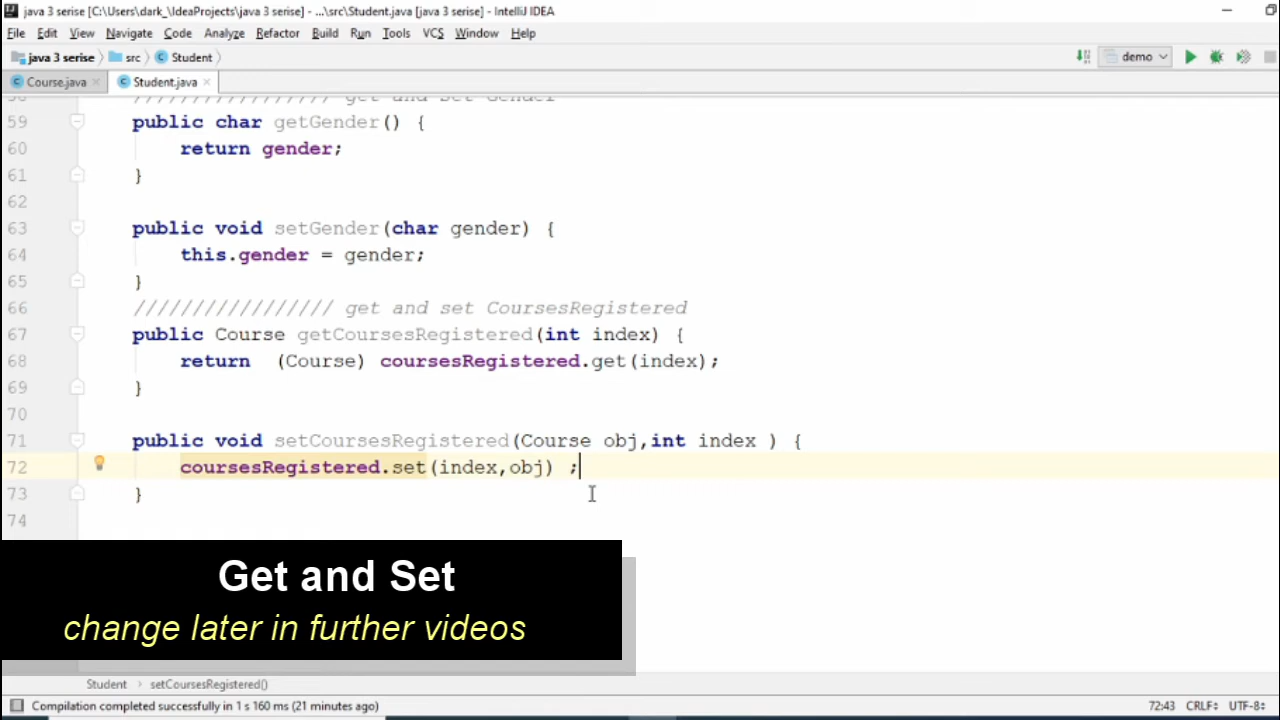 java 3 serise [C:\Users\dark_\IdeaProjects\java 3 serise] - ...\src\Student.java [java 3 serise] - IntelliJ IDEA
File Edit View Navigate Code Analyze Refactor Build Run Tools VCS Window Help
java 3 serise src Student demo
Course.java Student.java
58 ///////////////// get and Set Gender
59 public char getGender() {
60 return gender;
61 }
62
63 public void setGender(char gender) {
64 this.gender = gender;
65 }
66 ///////////////// get and set CoursesRegistered
67 public Course getCoursesRegistered(int index) {
68 return (Course) coursesRegistered.get(index);
69 }
70
71 public void setCoursesRegistered(Course obj,int index ) {
72 coursesRegistered.set(index,obj) ;
73 }
74
Get and Set
change later in further videos
Student › setCoursesRegistered()
Compilation completed successfully in 1 s 160 ms (21 minutes ago) 72:43 CRLF UTF-8